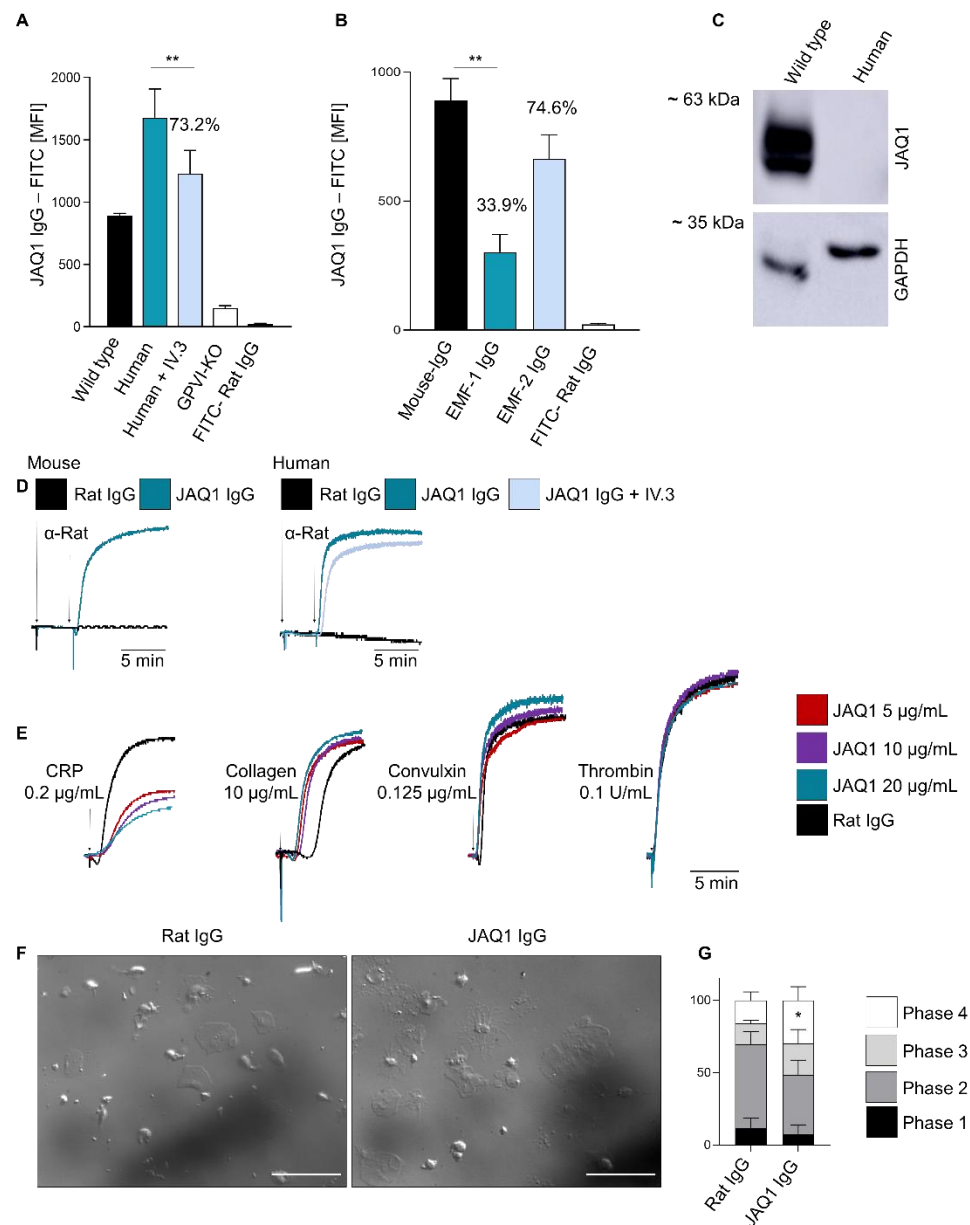 A
JAQ1 IgG – FITC [MFI]
2000
1500
1000
500
0
**
73.2%
Wild type
Human
Human + IV.3
GPVI-KO
FITC- Rat IgG
B
JAQ1 IgG – FITC [MFI]
1000
500
0
**
33.9%
74.6%
Mouse-IgG
EMF-1 IgG
EMF-2 IgG
FITC- Rat IgG
C
Wild type
Human
~ 63 kDa
JAQ1
~ 35 kDa
GAPDH
D
Mouse
Rat IgG
JAQ1 IgG
α-Rat
5 min
Human
Rat IgG
JAQ1 IgG
JAQ1 IgG + IV.3
α-Rat
5 min
E
CRP
0.2 µg/mL
Collagen
10 µg/mL
Convulxin
0.125 µg/mL
Thrombin
0.1 U/mL
5 min
JAQ1 5 µg/mL
JAQ1 10 µg/mL
JAQ1 20 µg/mL
Rat IgG
F
Rat IgG
JAQ1 IgG
G
100
50
0
*
Rat IgG
JAQ1 IgG
Phase 4
Phase 3
Phase 2
Phase 1